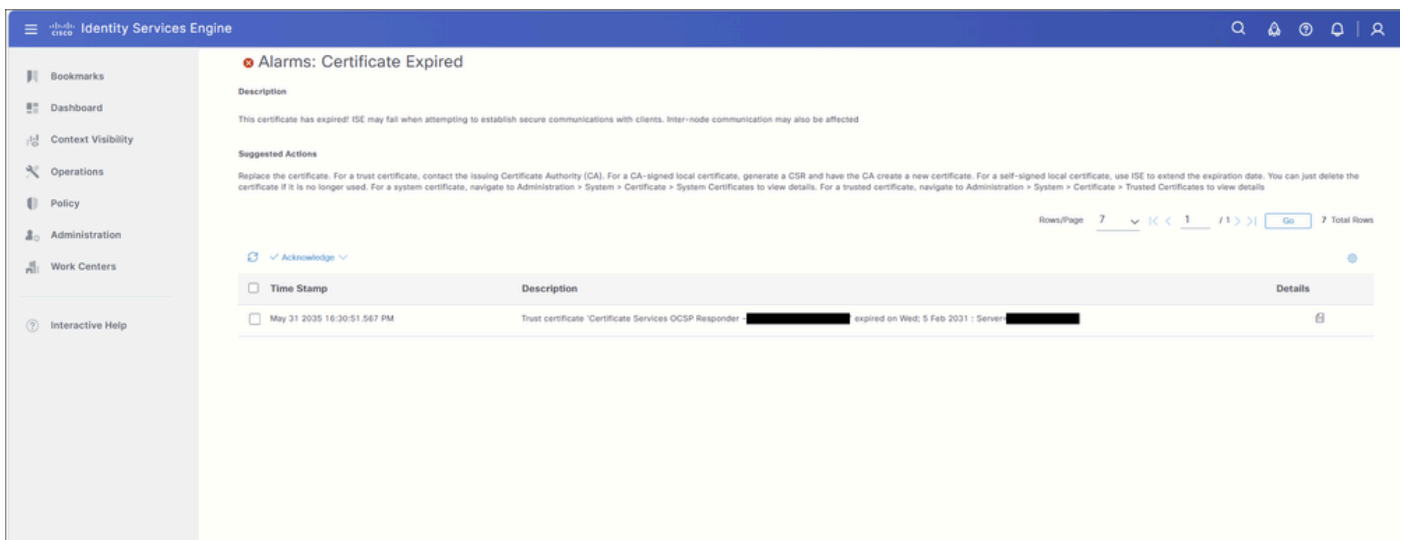 cisco Identity Services Engine
Bookmarks
Dashboard
Context Visibility
Operations
Policy
Administration
Work Centers
Interactive Help
Alarms: Certificate Expired
Description
This certificate has expired! ISE may fail when attempting to establish secure communications with clients. Inter-node communication may also be affected
Suggested Actions
Replace the certificate. For a trust certificate, contact the issuing Certificate Authority (CA). For a CA-signed local certificate, generate a CSR and have the CA create a new certificate. For a self-signed local certificate, use ISE to extend the expiration date. You can just delete the
certificate if it is no longer used. For a system certificate, navigate to Administration > System > Certificate > System Certificates to view details. For a trusted certificate, navigate to Administration > System > Certificate > Trusted Certificates to view details
Rows/Page 7 |< < 1 / 1 > >| Go 7 Total Rows
Acknowledge
Time Stamp Description Details
May 31 2035 16:30:51.567 PM Trust certificate 'Certificate Services OCSP Responder - ' expired on Wed; 5 Feb 2031 : Server=